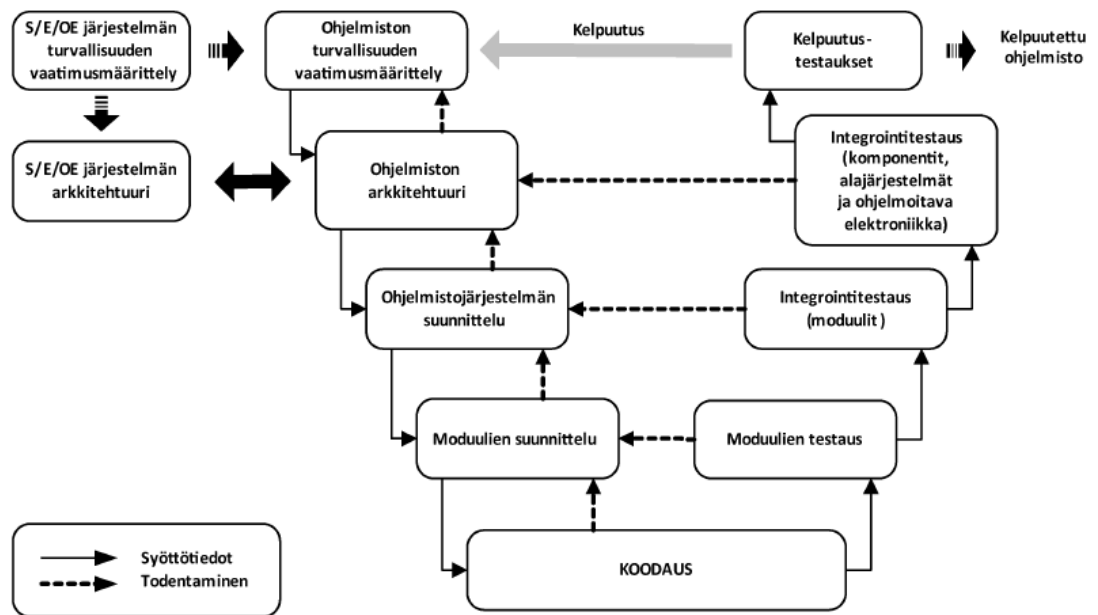 S/E/OE järjestelmän
turvallisuuden
vaatimusmäärittely
Ohjelmiston
turvallisuuden
vaatimusmäärittely
Kelpuutus
Kelpuutus-
testaukset
Kelpuutettu
ohjelmisto
S/E/OE järjestelmän
arkkitehtuuri
Ohjelmiston
arkkitehtuuri
Integrointitestaus
(komponentit,
alajärjestelmät
ja ohjelmoitava
elektroniikka)
Ohjelmistojärjestelmän
suunnittelu
Integrointitestaus
(moduulit )
Moduulien suunnittelu
Moduulien testaus
KOODAUS
Syöttötiedot
Todentaminen